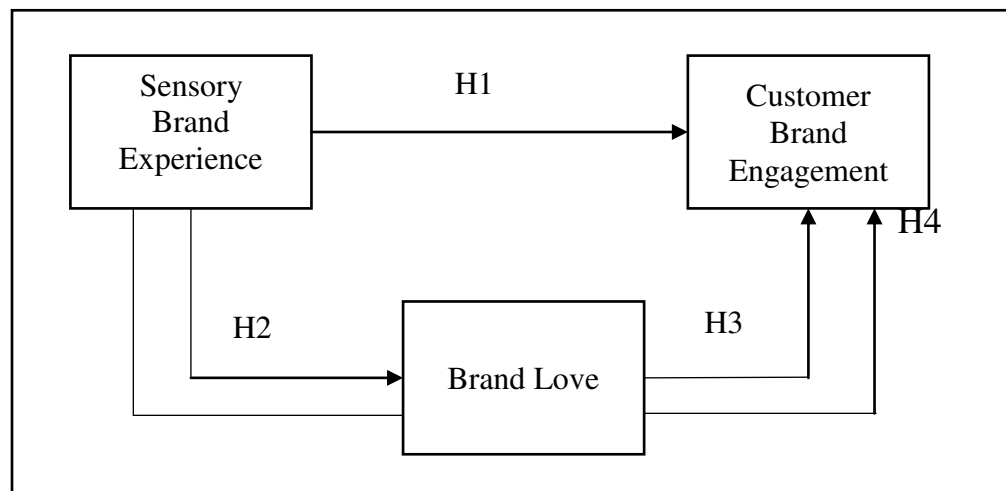 Sensory
Brand
Experience
H1
Customer
Brand
Engagement
H4
H2
Brand Love
H3